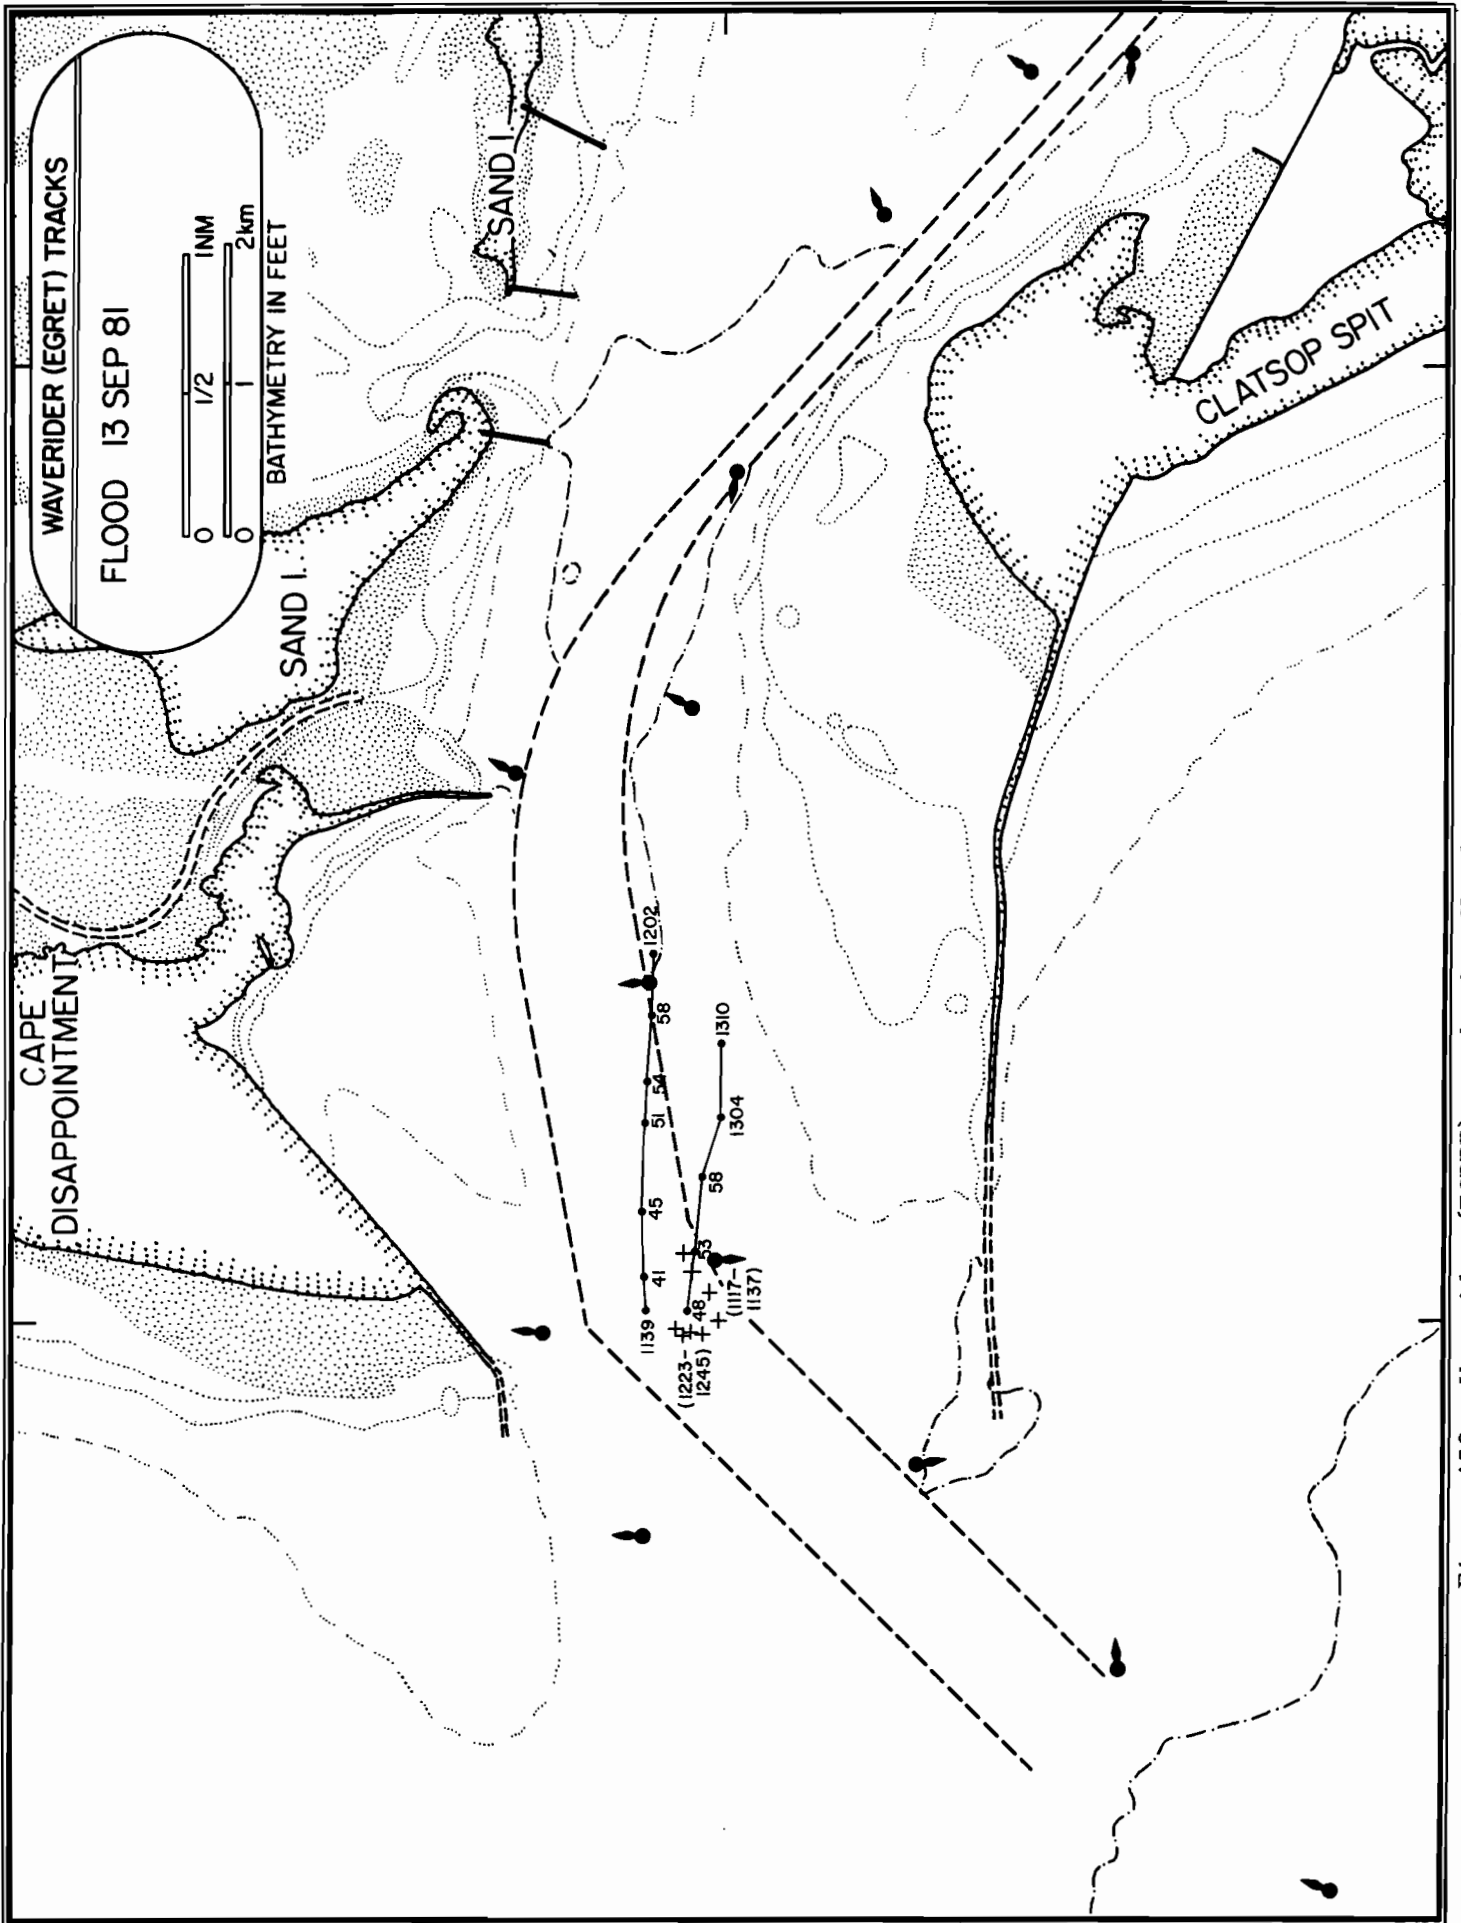 WAVERIDER (EGRET) TRACKS
FLOOD 13 SEP 81
0 1/2 1NM
0 1 2km
BATHYMETRY IN FEET
CAPE
DISAPPOINTMENT
SAND I.
SAND I.
CLATSOP SPIT
1139
41
45
51
54
58
1202
(1223-
1245)
48
53
58
1304
1310
(1117-
1137)